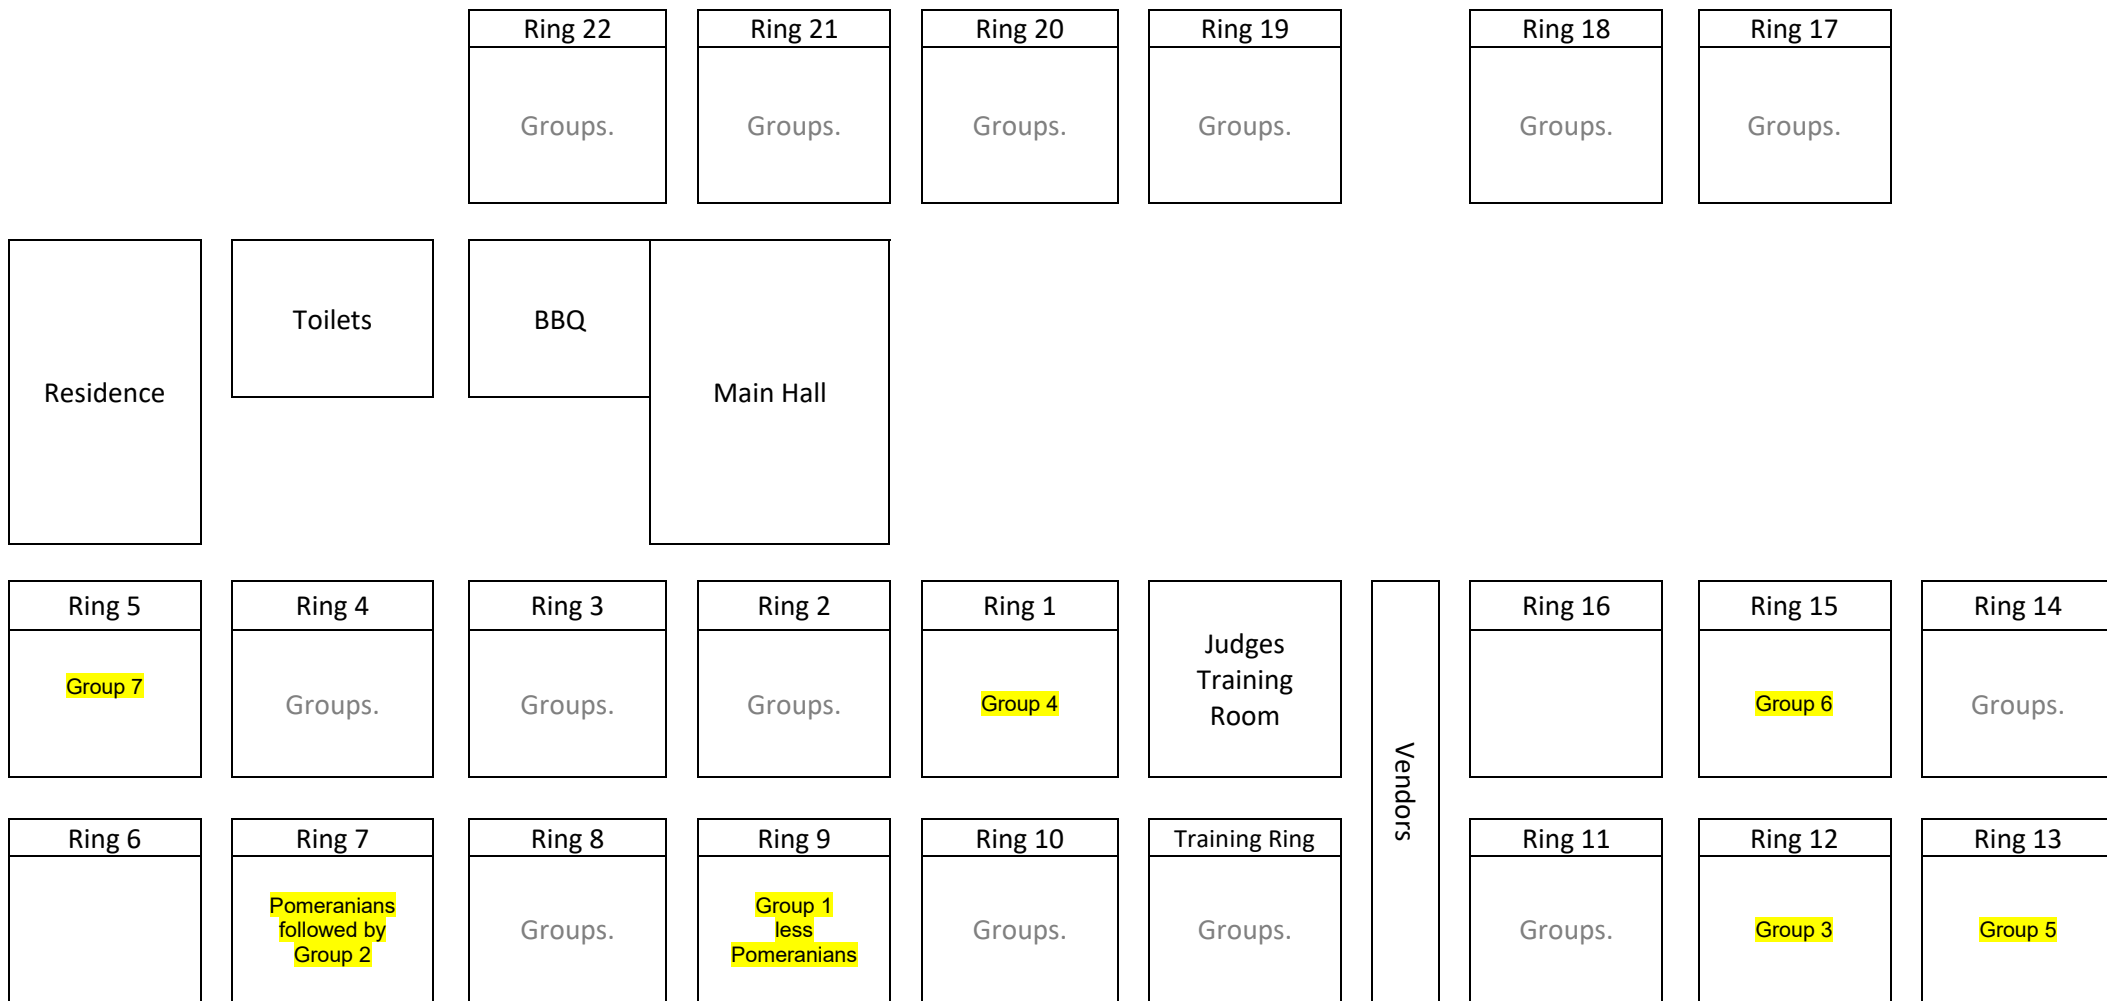 Ring 22
Ring 21
Ring 20
Ring 19
Ring 18
Ring 17
Groups.
Groups.
Groups.
Groups.
Groups.
Groups.
Residence
Toilets
BBQ
Main Hall
Ring 5
Ring 4
Ring 3
Ring 2
Ring 1
Judges
Training
Room
Vendors
Ring 16
Ring 15
Ring 14
Group 7
Groups.
Groups.
Groups.
Group 4
Group 6
Groups.
Ring 6
Ring 7
Ring 8
Ring 9
Ring 10
Training Ring
Ring 11
Ring 12
Ring 13
Pomeranians
followed by
Group 2
Groups.
Group 1
less
Pomeranians
Groups.
Groups.
Groups.
Group 3
Group 5